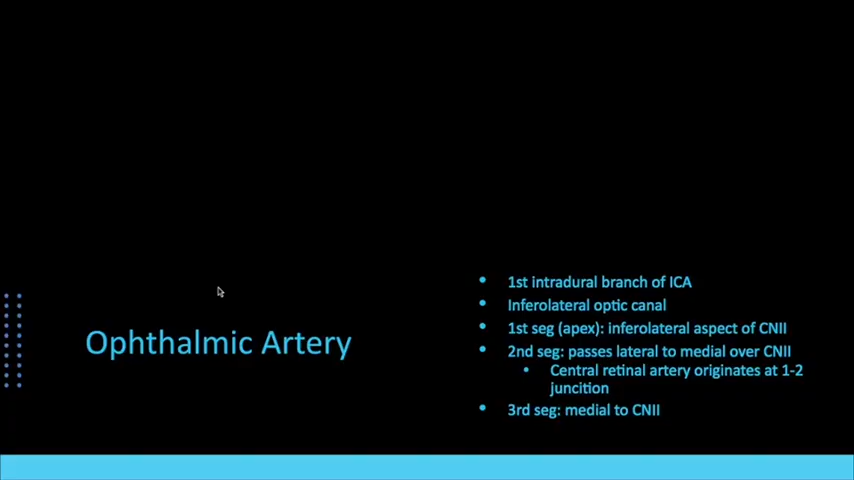 Ophthalmic Artery
1st intradural branch of ICA
Inferolateral optic canal
1st seg (apex): inferolateral aspect of CNII
2nd seg: passes lateral to medial over CNII
Central retinal artery originates at 1-2
juncition
3rd seg: medial to CNII